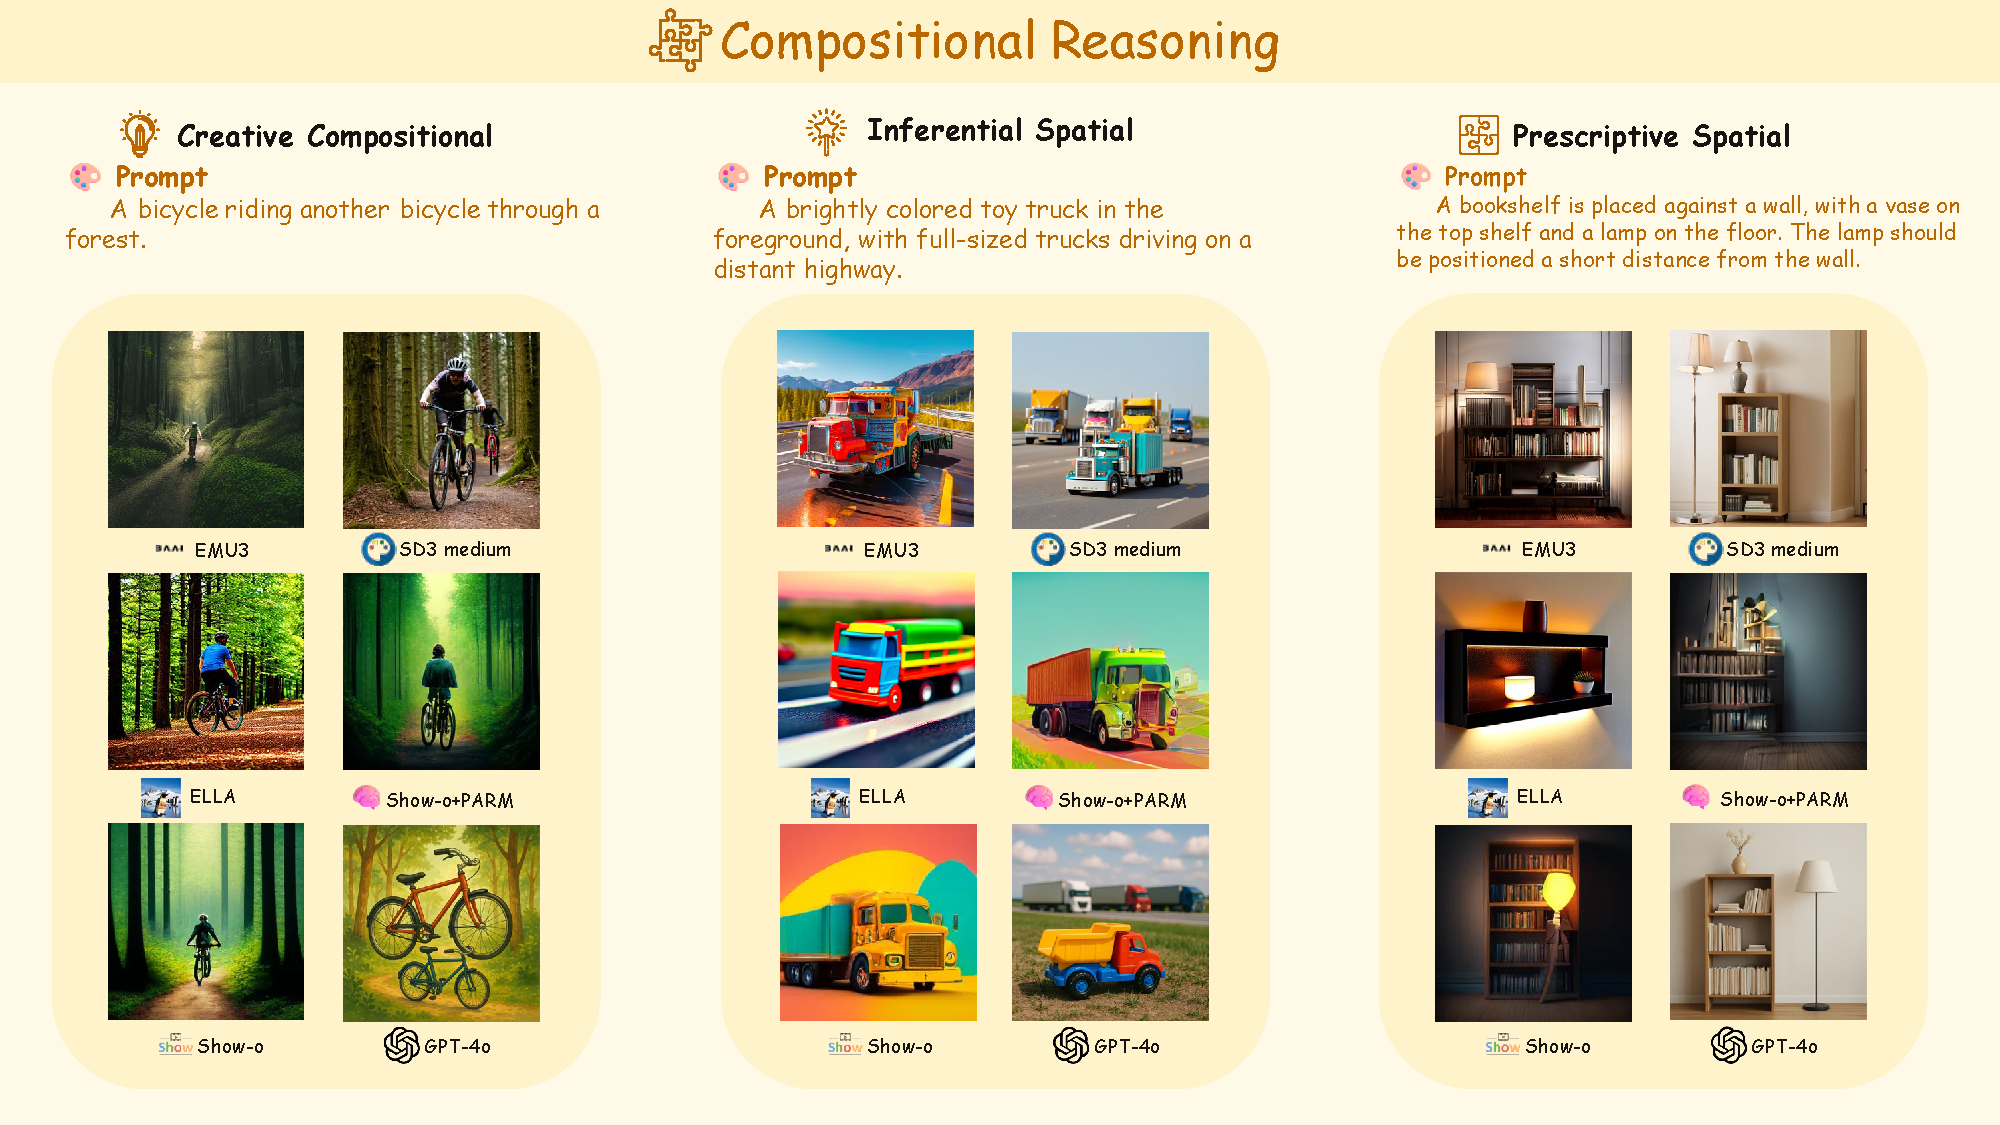 Compositional Reasoning
Creative Compositional
Prompt
A bicycle riding another bicycle through a
forest.
BAAI EMU3
SD3 medium
ELLA
Show-o+PARM
Show Show-o
GPT-4o
Inferential Spatial
Prompt
A brightly colored toy truck in the
foreground, with full-sized trucks driving on a
distant highway.
BAAI EMU3
SD3 medium
ELLA
Show-o+PARM
Show Show-o
GPT-4o
Prescriptive Spatial
Prompt
A bookshelf is placed against a wall, with a vase on
the top shelf and a lamp on the floor. The lamp should
be positioned a short distance from the wall.
BAAI EMU3
SD3 medium
ELLA
Show-o+PARM
Show Show-o
GPT-4o